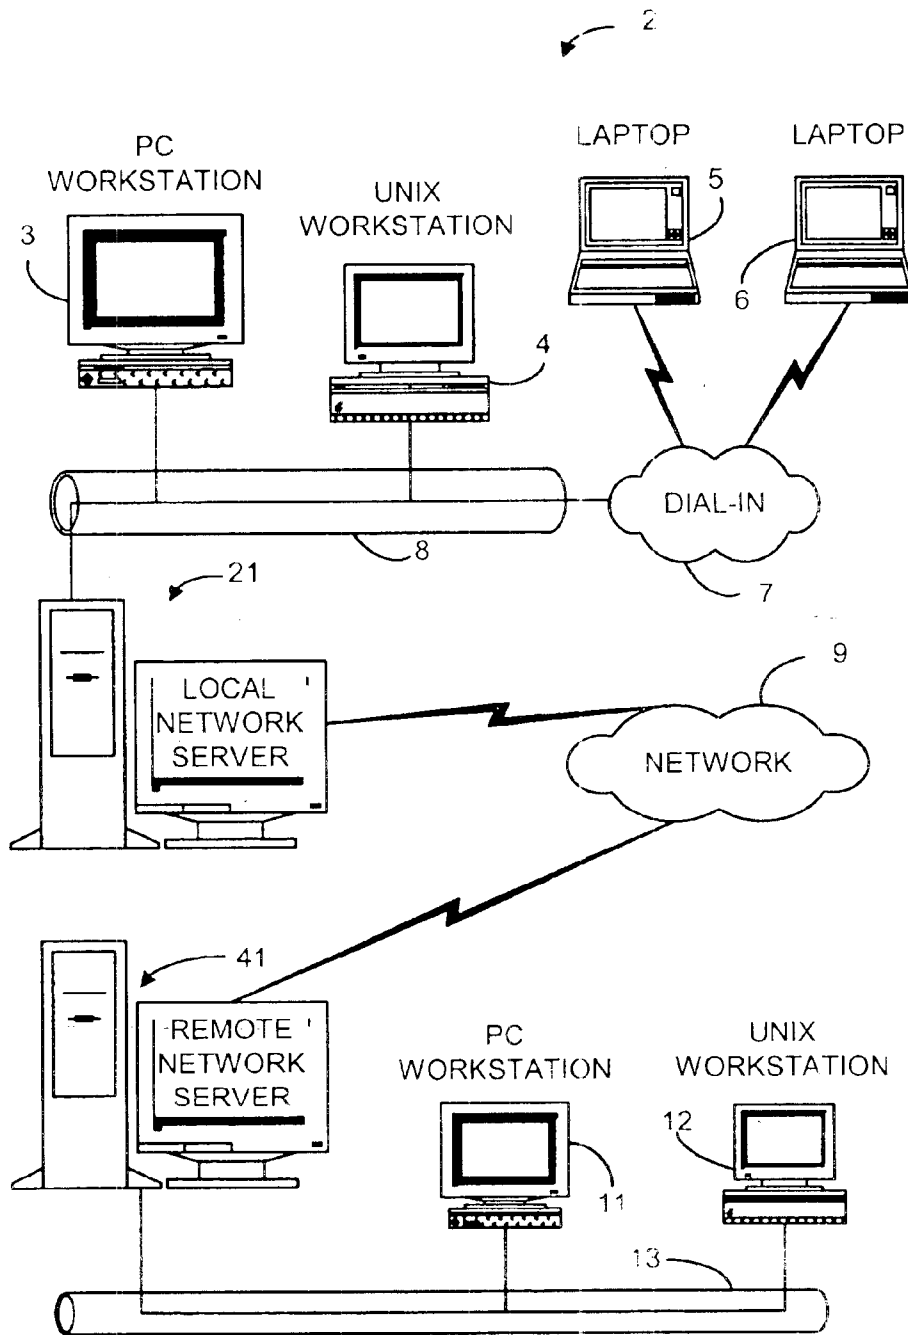 2
LAPTOP
LAPTOP
PC
WORKSTATION
UNIX
WORKSTATION
3
5
6
4
DIAL-IN
8
7
21
9
LOCAL
NETWORK
SERVER
NETWORK
41
REMOTE
NETWORK
SERVER
PC
WORKSTATION
UNIX
WORKSTATION
12
11
13